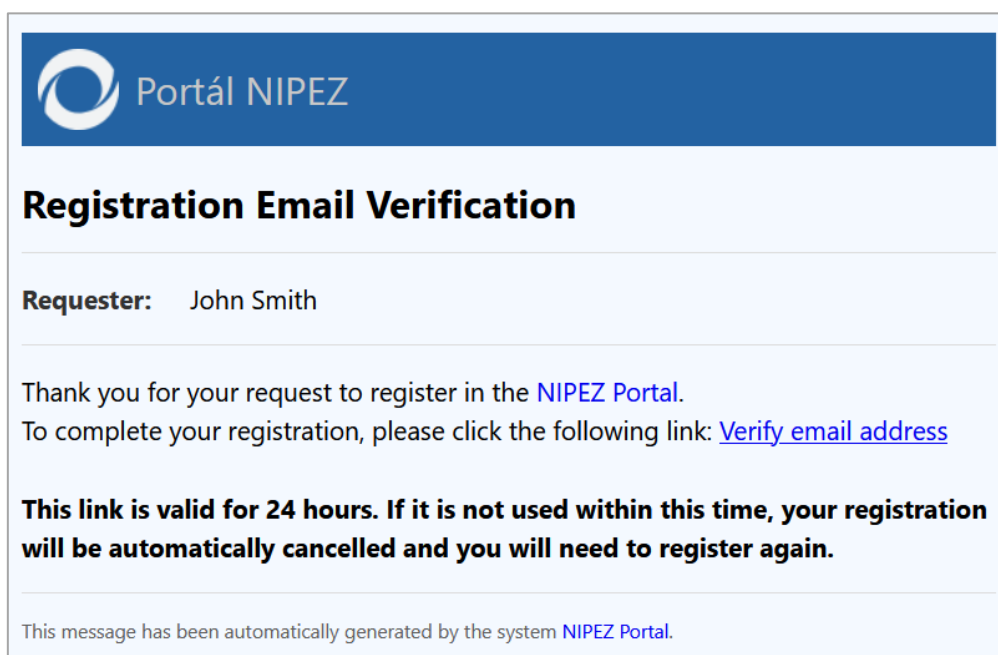 Portál NIPEZ
Registration Email Verification
Requester: John Smith
Thank you for your request to register in the NIPEZ Portal.
To complete your registration, please click the following link: Verify email address
This link is valid for 24 hours. If it is not used within this time, your registration
will be automatically cancelled and you will need to register again.
This message has been automatically generated by the system NIPEZ Portal.